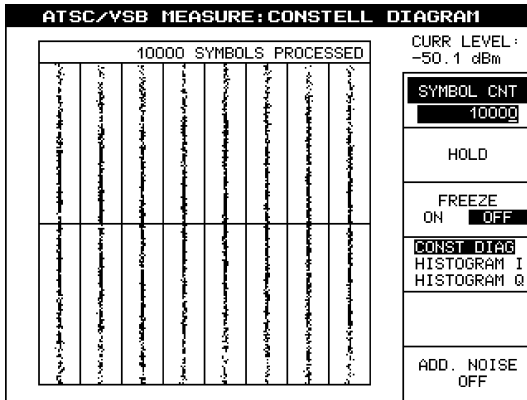 ATSC/VSB MEASURE:CONSTELL DIAGRAM
10000 SYMBOLS PROCESSED
CURR LEVEL:
-50.1 dBm
SYMBOL CNT
10000
HOLD
FREEZE
ON OFF
CONST DIAG
HISTOGRAM I
HISTOGRAM Q
ADD. NOISE
OFF